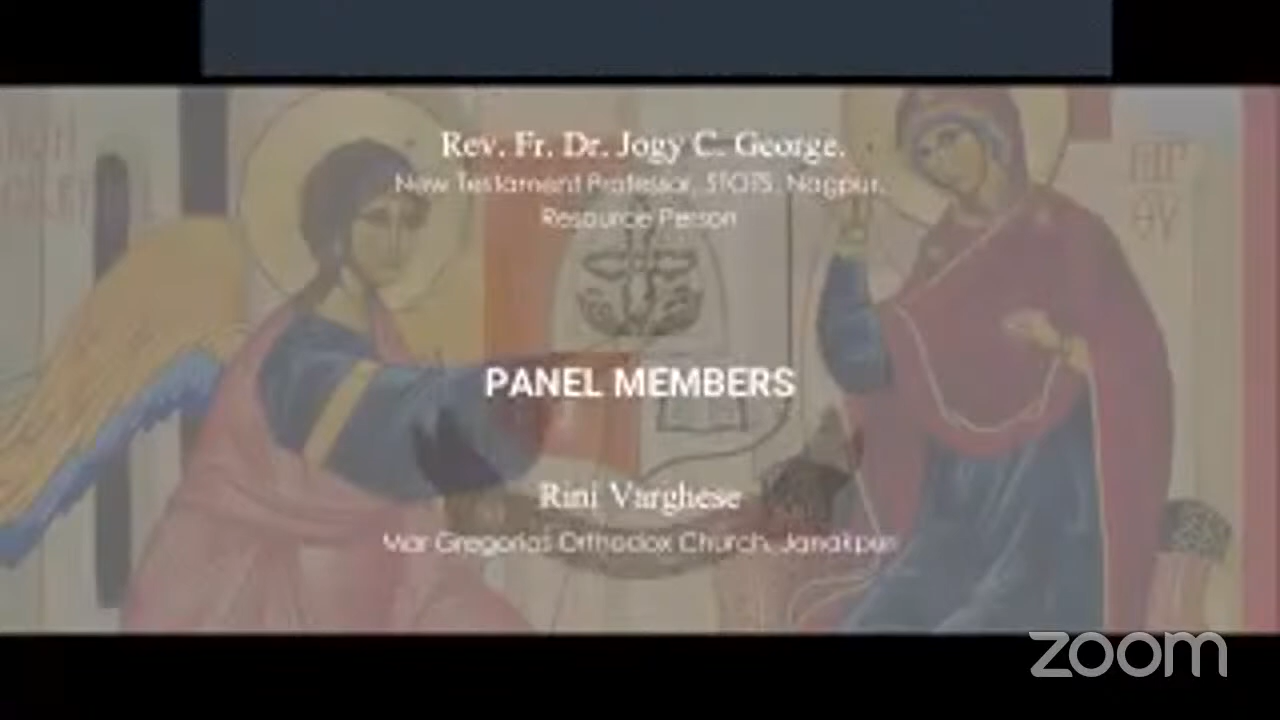 Rev. Fr. Dr. Jogy C. George.
New Testament Professor, STOTS, Nagpur.
Resource Person
PANEL MEMBERS
Rini Varghese
Mar Gregorios Orthodox Church, Janakpuri
zoom